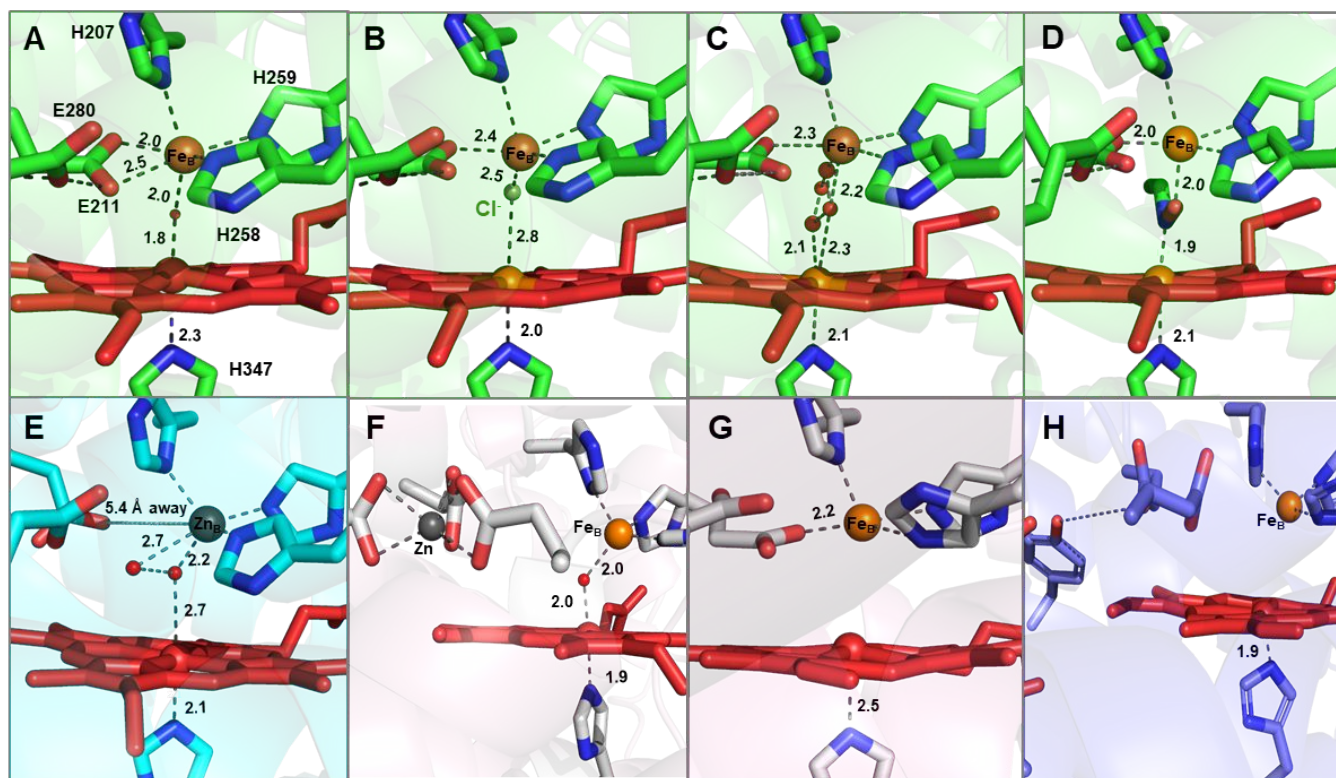 A
H207
H259
E280
2.0
FeB
2.5
E211
2.0
1.8
H258
2.3
H347
B
2.4
FeB
2.5
Cl-
2.8
2.0
C
2.3
FeB
2.2
2.1
2.3
2.1
D
2.0
FeB
2.0
1.9
2.1
E
5.4 Å away
ZnB
2.7
2.2
2.7
2.1
F
FeB
Zn
2.0
2.0
1.9
G
2.2
FeB
2.5
H
FeB
1.9